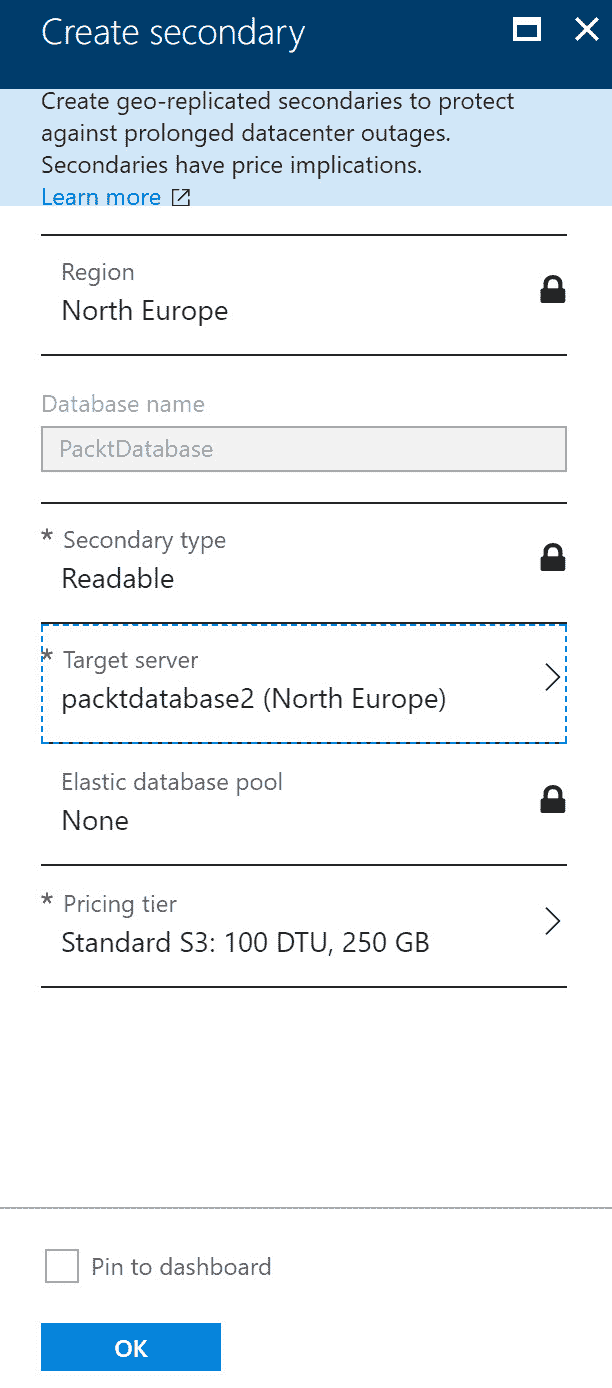 Create secondary
Create geo-replicated secondaries to protect
against prolonged datacenter outages.
Secondaries have price implications.
Learn more
Region
North Europe
Database name
PacktDatabase
* Secondary type
Readable
* Target server
packtdatabase2 (North Europe)
Elastic database pool
None
* Pricing tier
Standard S3: 100 DTU, 250 GB
Pin to dashboard
OK